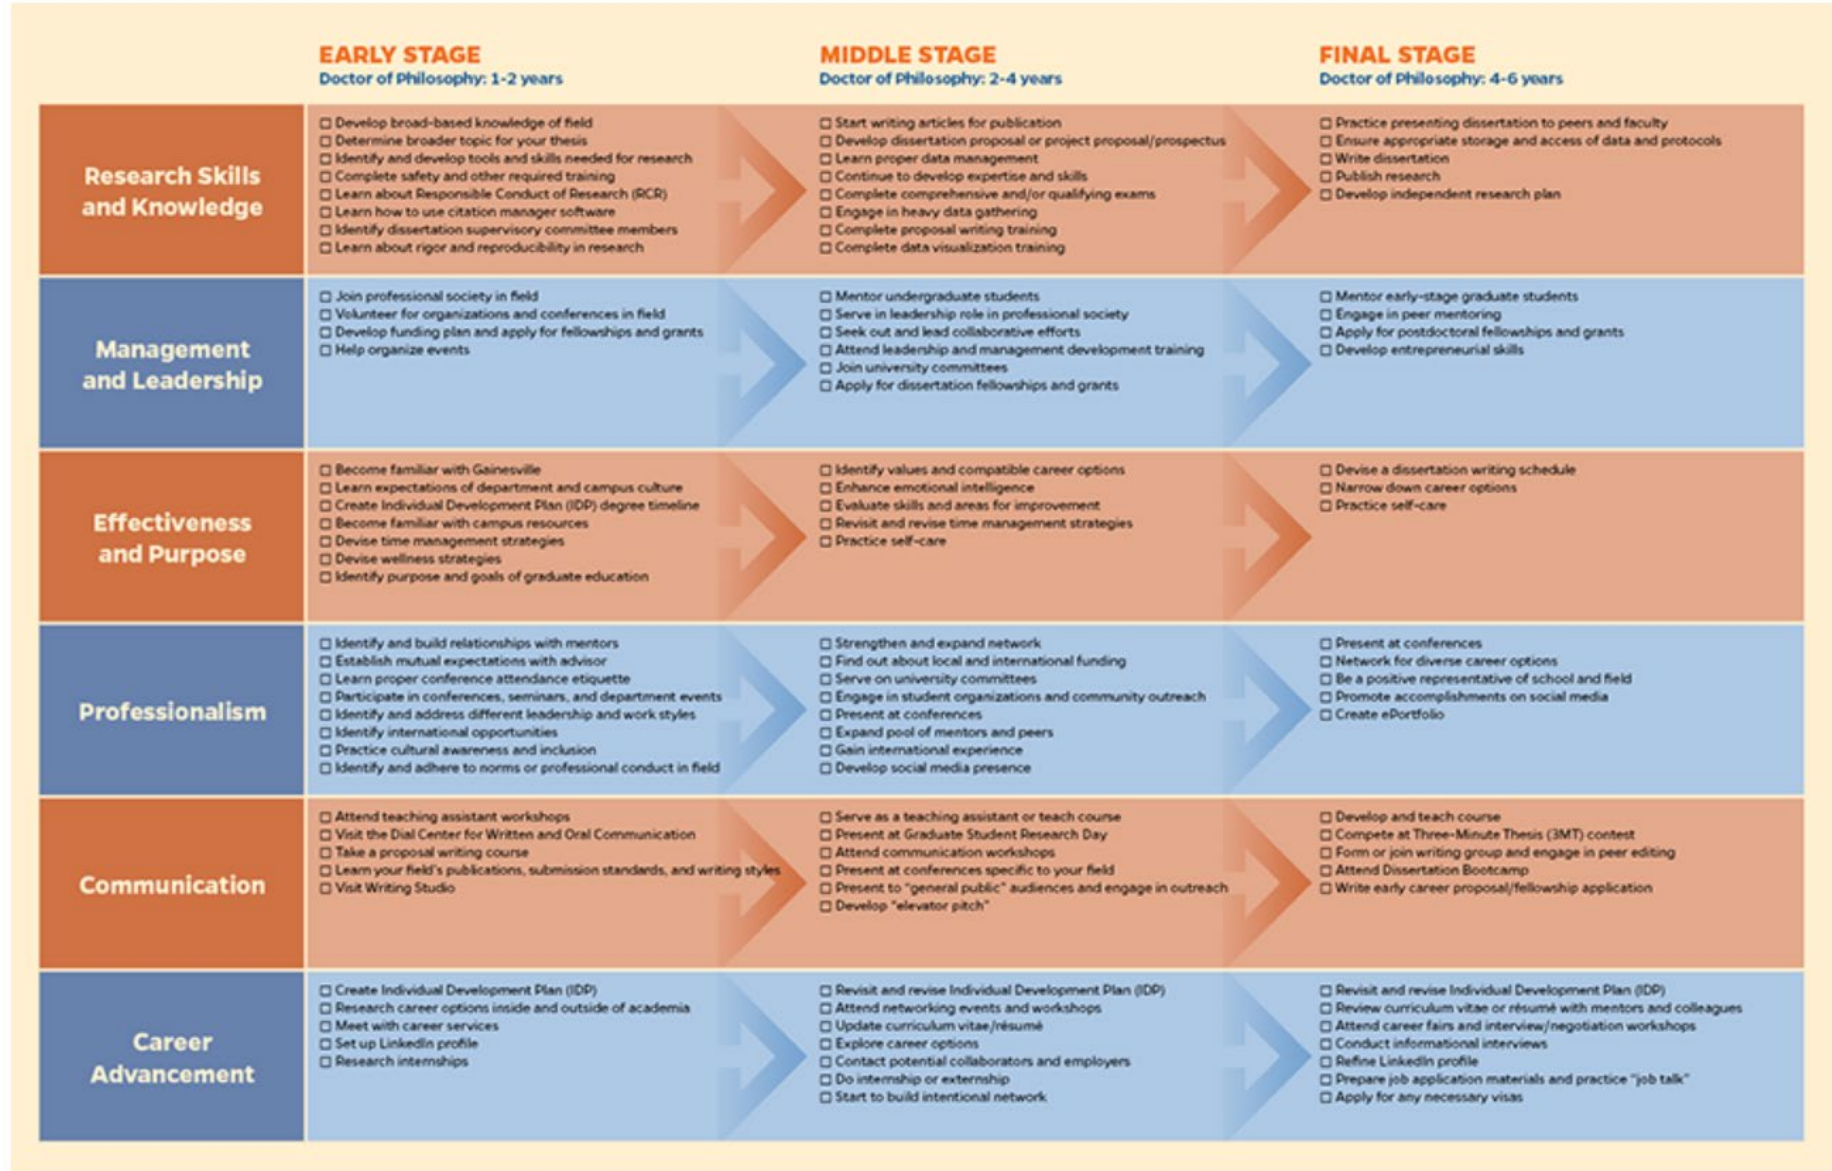 EARLY STAGE
Doctor of Philosophy: 1-2 years
MIDDLE STAGE
Doctor of Philosophy: 2-4 years
FINAL STAGE
Doctor of Philosophy: 4-6 years
Research Skills
and Knowledge
☐ Develop broad-based knowledge of field
☐ Determine broader topic for your thesis
☐ Identify and develop tools and skills needed for research
☐ Complete safety and other required training
☐ Learn about Responsible Conduct of Research (RCR)
☐ Learn how to use citation manager software
☐ Identify dissertation supervisory committee members
☐ Learn about rigor and reproducibility in research
☐ Start writing articles for publication
☐ Develop dissertation proposal or project proposal/prospectus
☐ Learn proper data management
☐ Continue to develop expertise and skills
☐ Complete comprehensive and/or qualifying exams
☐ Engage in heavy data gathering
☐ Complete proposal writing training
☐ Complete data visualization training
☐ Practice presenting dissertation to peers and faculty
☐ Ensure appropriate storage and access of data and protocols
☐ Write dissertation
☐ Publish research
☐ Develop independent research plan
Management
and Leadership
☐ Join professional society in field
☐ Volunteer for organizations and conferences in field
☐ Develop funding plan and apply for fellowships and grants
☐ Help organize events
☐ Mentor undergraduate students
☐ Serve in leadership role in professional society
☐ Seek out and lead collaborative efforts
☐ Attend leadership and management development training
☐ Join university committees
☐ Apply for dissertation fellowships and grants
☐ Mentor early-stage graduate students
☐ Engage in peer mentoring
☐ Apply for postdoctoral fellowships and grants
☐ Develop entrepreneurial skills
Effectiveness
and Purpose
☐ Become familiar with Gainesville
☐ Learn expectations of department and campus culture
☐ Create Individual Development Plan (IDP) degree timeline
☐ Become familiar with campus resources
☐ Devise time management strategies
☐ Devise wellness strategies
☐ Identify purpose and goals of graduate education
☐ Identify values and compatible career options
☐ Enhance emotional intelligence
☐ Evaluate skills and areas for improvement
☐ Revisit and revise time management strategies
☐ Practice self-care
☐ Devise a dissertation writing schedule
☐ Narrow down career options
☐ Practice self-care
Professionalism
☐ Identify and build relationships with mentors
☐ Establish mutual expectations with advisor
☐ Learn proper conference attendance etiquette
☐ Participate in conferences, seminars, and department events
☐ Identify and address different leadership and work styles
☐ Identify international opportunities
☐ Practice cultural awareness and inclusion
☐ Identify and adhere to norms or professional conduct in field
☐ Strengthen and expand network
☐ Find out about local and international funding
☐ Serve on university committees
☐ Engage in student organizations and community outreach
☐ Present at conferences
☐ Expand pool of mentors and peers
☐ Gain international experience
☐ Develop social media presence
☐ Present at conferences
☐ Network for diverse career options
☐ Be a positive representative of school and field
☐ Promote accomplishments on social media
☐ Create ePortfolio
Communication
☐ Attend teaching assistant workshops
☐ Visit the Dial Center for Written and Oral Communication
☐ Take a proposal writing course
☐ Learn your field's publications, submission standards, and writing styles
☐ Visit Writing Studio
☐ Serve as a teaching assistant or teach course
☐ Present at Graduate Student Research Day
☐ Attend communication workshops
☐ Present at conferences specific to your field
☐ Present to "general public" audiences and engage in outreach
☐ Develop "elevator pitch"
☐ Develop and teach course
☐ Compete at Three-Minute Thesis (3MT) contest
☐ Form or join writing group and engage in peer editing
☐ Attend Dissertation Bootcamp
☐ Write early career proposal/fellowship application
Career
Advancement
☐ Create Individual Development Plan (IDP)
☐ Research career options inside and outside of academia
☐ Meet with career services
☐ Set up LinkedIn profile
☐ Research internships
☐ Revisit and revise Individual Development Plan (IDP)
☐ Attend networking events and workshops
☐ Update curriculum vitae/résumé
☐ Explore career options
☐ Contact potential collaborators and employers
☐ Do internship or externship
☐ Start to build intentional network
☐ Revisit and revise Individual Development Plan (IDP)
☐ Review curriculum vitae or résumé with mentors and colleagues
☐ Attend career fairs and interview/negotiation workshops
☐ Conduct informational interviews
☐ Refine LinkedIn profile
☐ Prepare job application materials and practice "job talk"
☐ Apply for any necessary visas